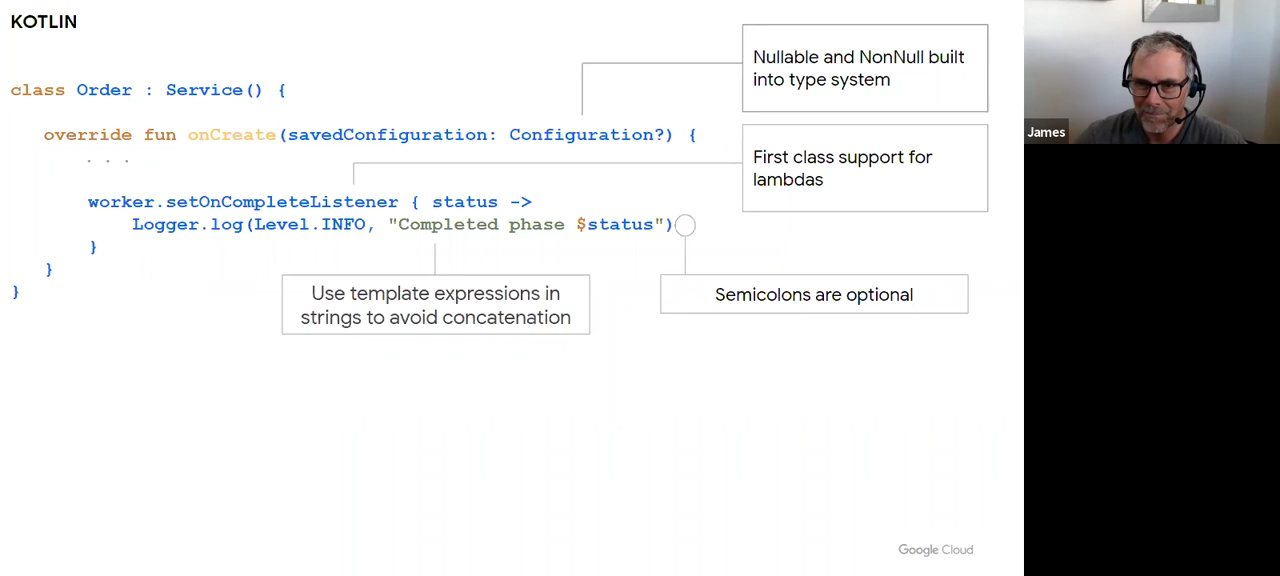 KOTLIN
class Order : Service() {
override fun onCreate(savedConfiguration: Configuration?) {
. . .
worker.setOnCompleteListener { status ->
Logger.log(Level.INFO, "Completed phase $status")
}
}
}
Nullable and NonNull built
into type system
First class support for
lambdas
Use template expressions in
strings to avoid concatenation
Semicolons are optional
Google Cloud
James